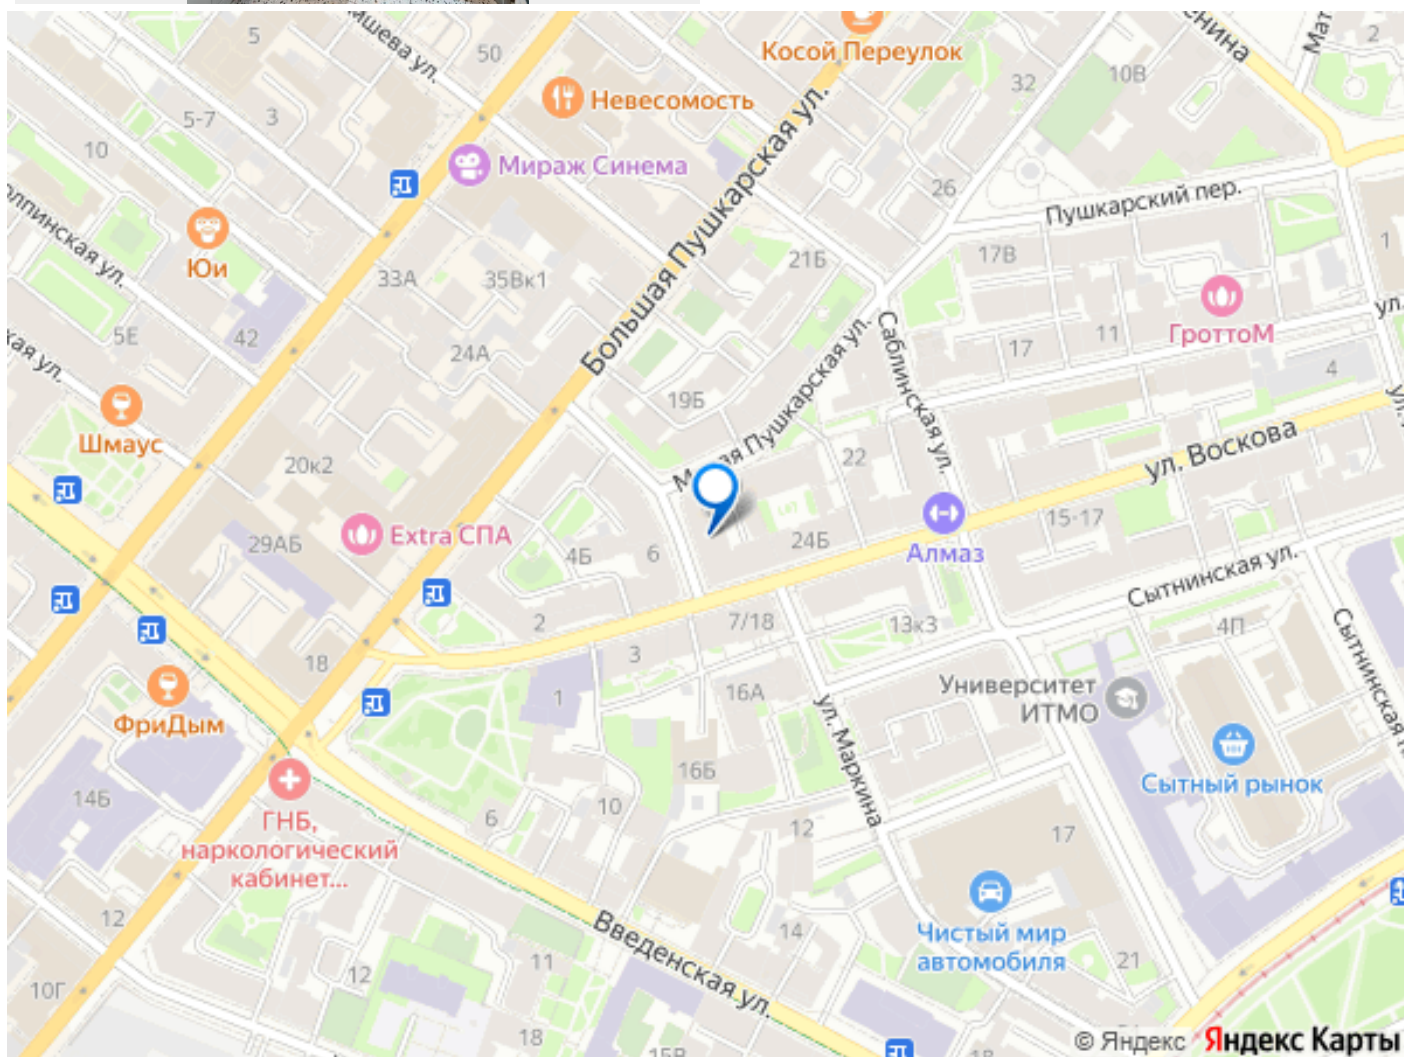 5
50
Косой Переулок
2
32
10В
Невесомость
5-7
3
10
Мираж Синема
Большая Пушкарская ул.
26
Пушкарский пер.
Юи
33А
35Вк1
21Б
17В
1
5Е
42
24А
Саблинская ул.
17
11
ГроттоМ
ул.
4
Шмаус
19Б
22
ул. Воскова
20к2
29АБ
Extra СПА
4Б
6
24Б
Алмаз
15-17
Сытнинская ул.
2
3
7/18
13к3
4П
18
1
16А
Университет
ИТМО
ФриДым
ул. Маркина
14Б
16Б
Сытный рынок
ГНБ,
наркологический
кабинет...
6
10
12
17
12
Введенская ул.
14
Чистый мир
автомобиля
21
10Г
12
11
18
© Яндекс Яндекс Карты